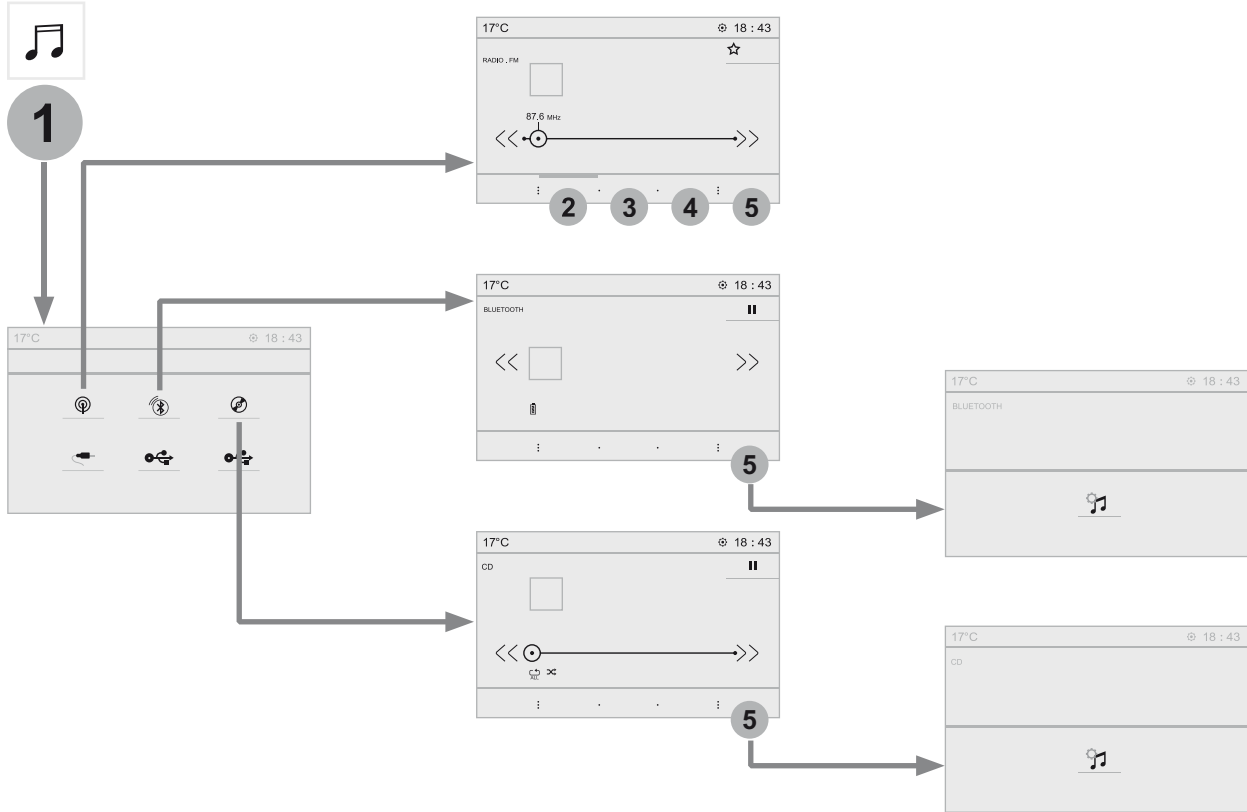 1
17°C 18 : 43
17°C 18 : 43
RADIO . FM
87.6 MHz
2 3 4 5
17°C 18 : 43
BLUETOOTH
5
17°C 18 : 43
BLUETOOTH
17°C 18 : 43
CD
ALL
5
17°C 18 : 43
CD